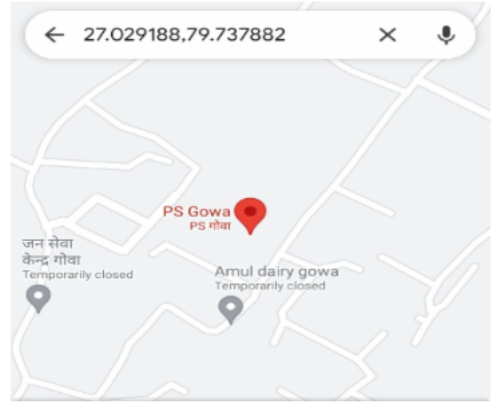 27.029188,79.737882
PS Gowa
PS गोवा
जन सेवा
केन्द्र गोवा
Temporarily closed
Amul dairy gowa
Temporarily closed